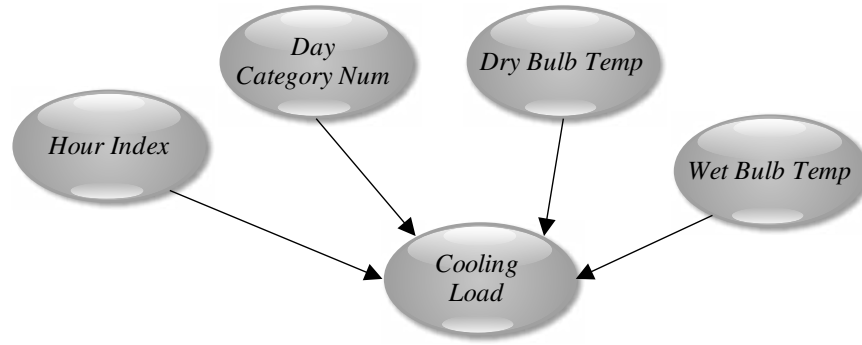 Day
Category Num
Dry Bulb Temp
Hour Index
Wet Bulb Temp
Cooling
Load